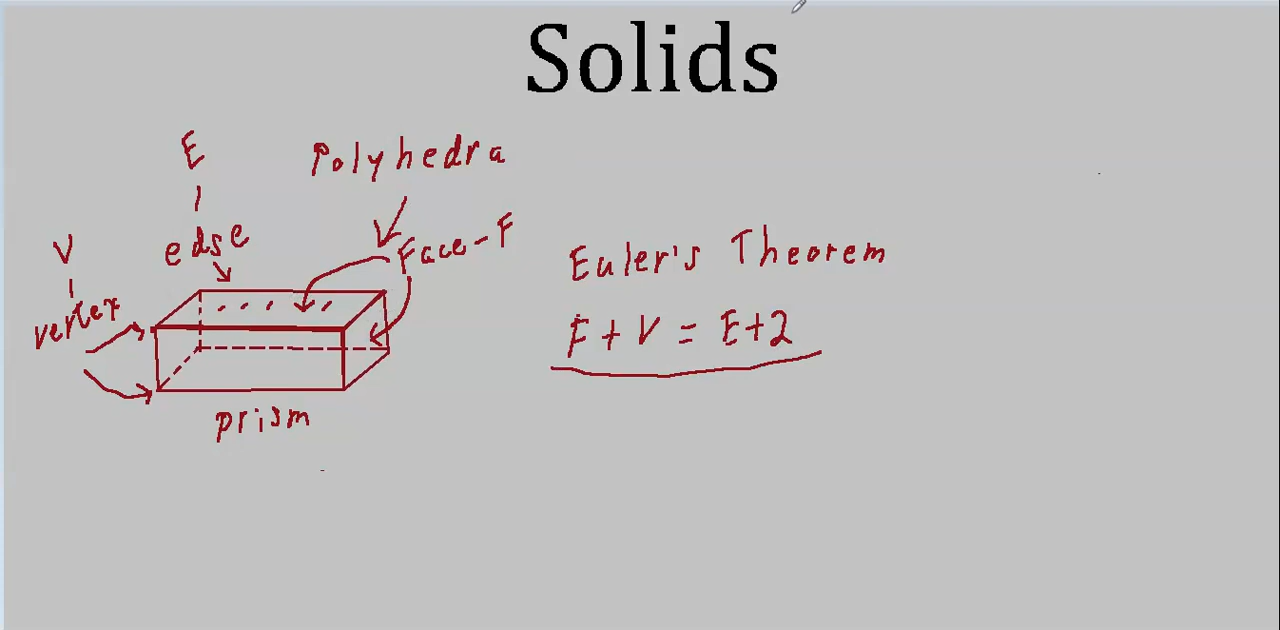 Solids
E
Polyhedra
edge
Face-F
V
vertex
Euler's Theorem
F + V = E+2
prism